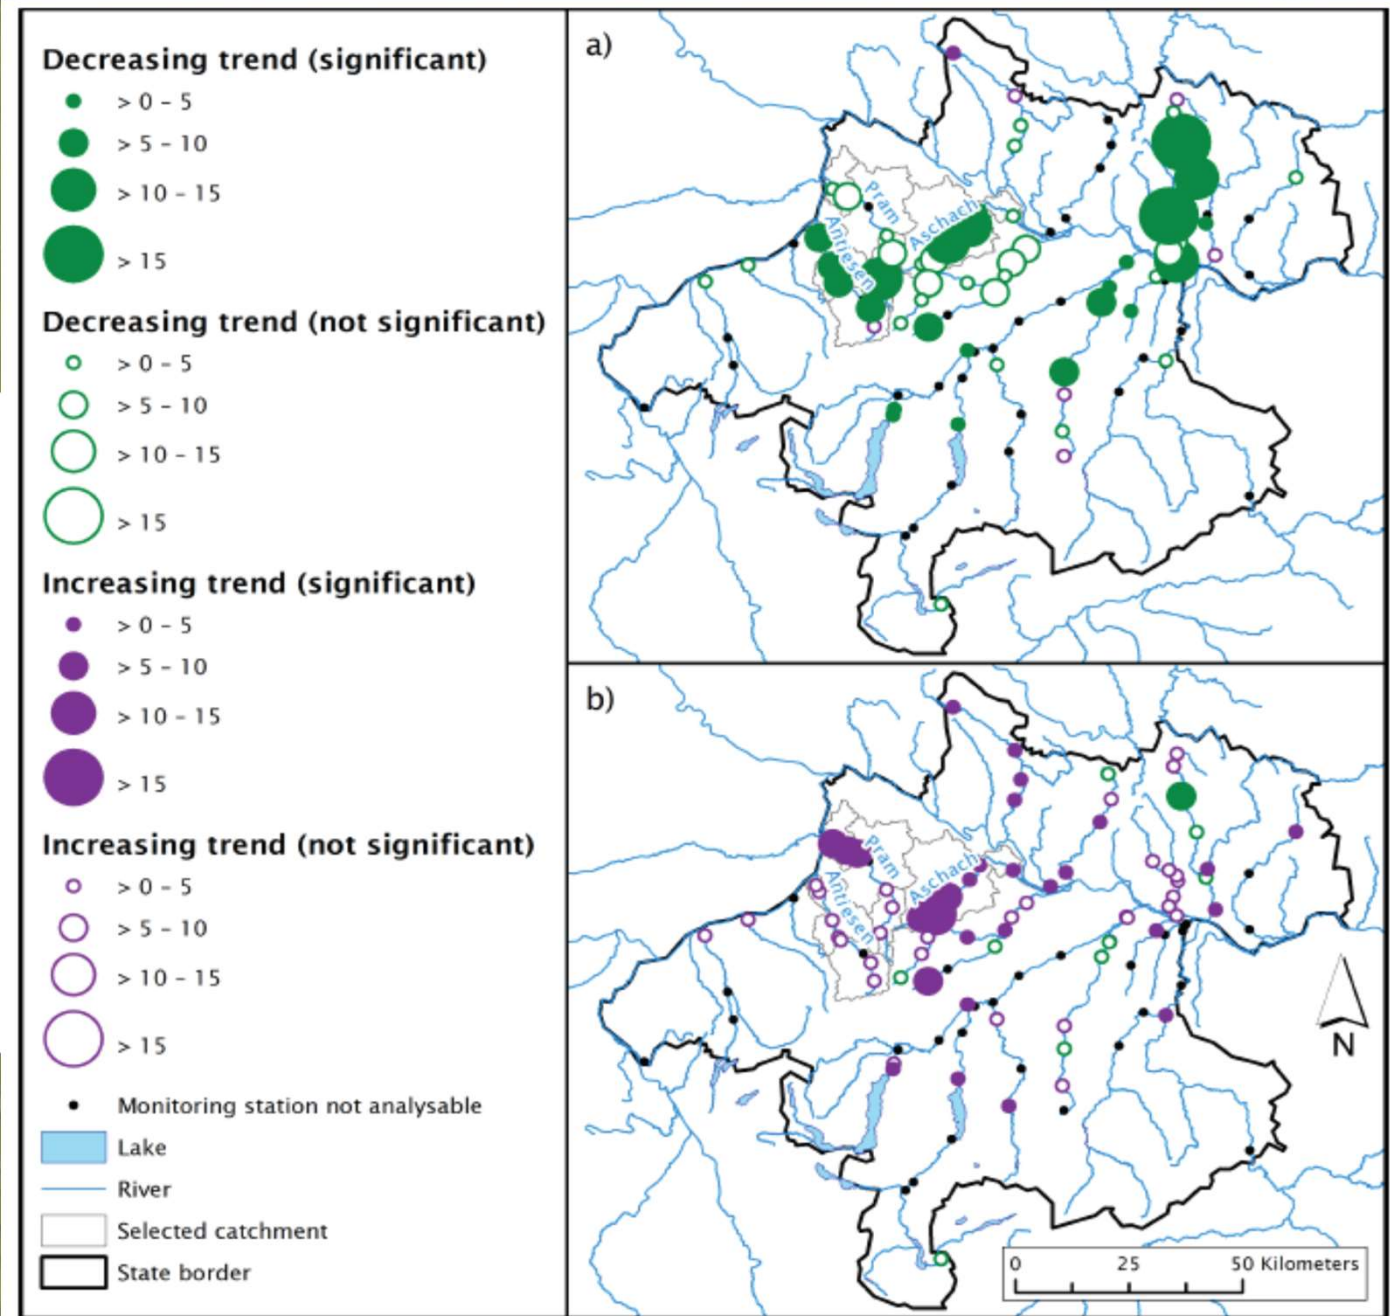 Decreasing trend (significant)
> 0 – 5
> 5 – 10
> 10 – 15
> 15
Decreasing trend (not significant)
> 0 – 5
> 5 – 10
> 10 – 15
> 15
Increasing trend (significant)
> 0 – 5
> 5 – 10
> 10 – 15
> 15
Increasing trend (not significant)
> 0 – 5
> 5 – 10
> 10 – 15
> 15
Monitoring station not analysable
Lake
River
Selected catchment
State border
a)
Pram
Aschach
Antiesen
b)
Pram
Aschach
Antiesen
N
0 25 50 Kilometers